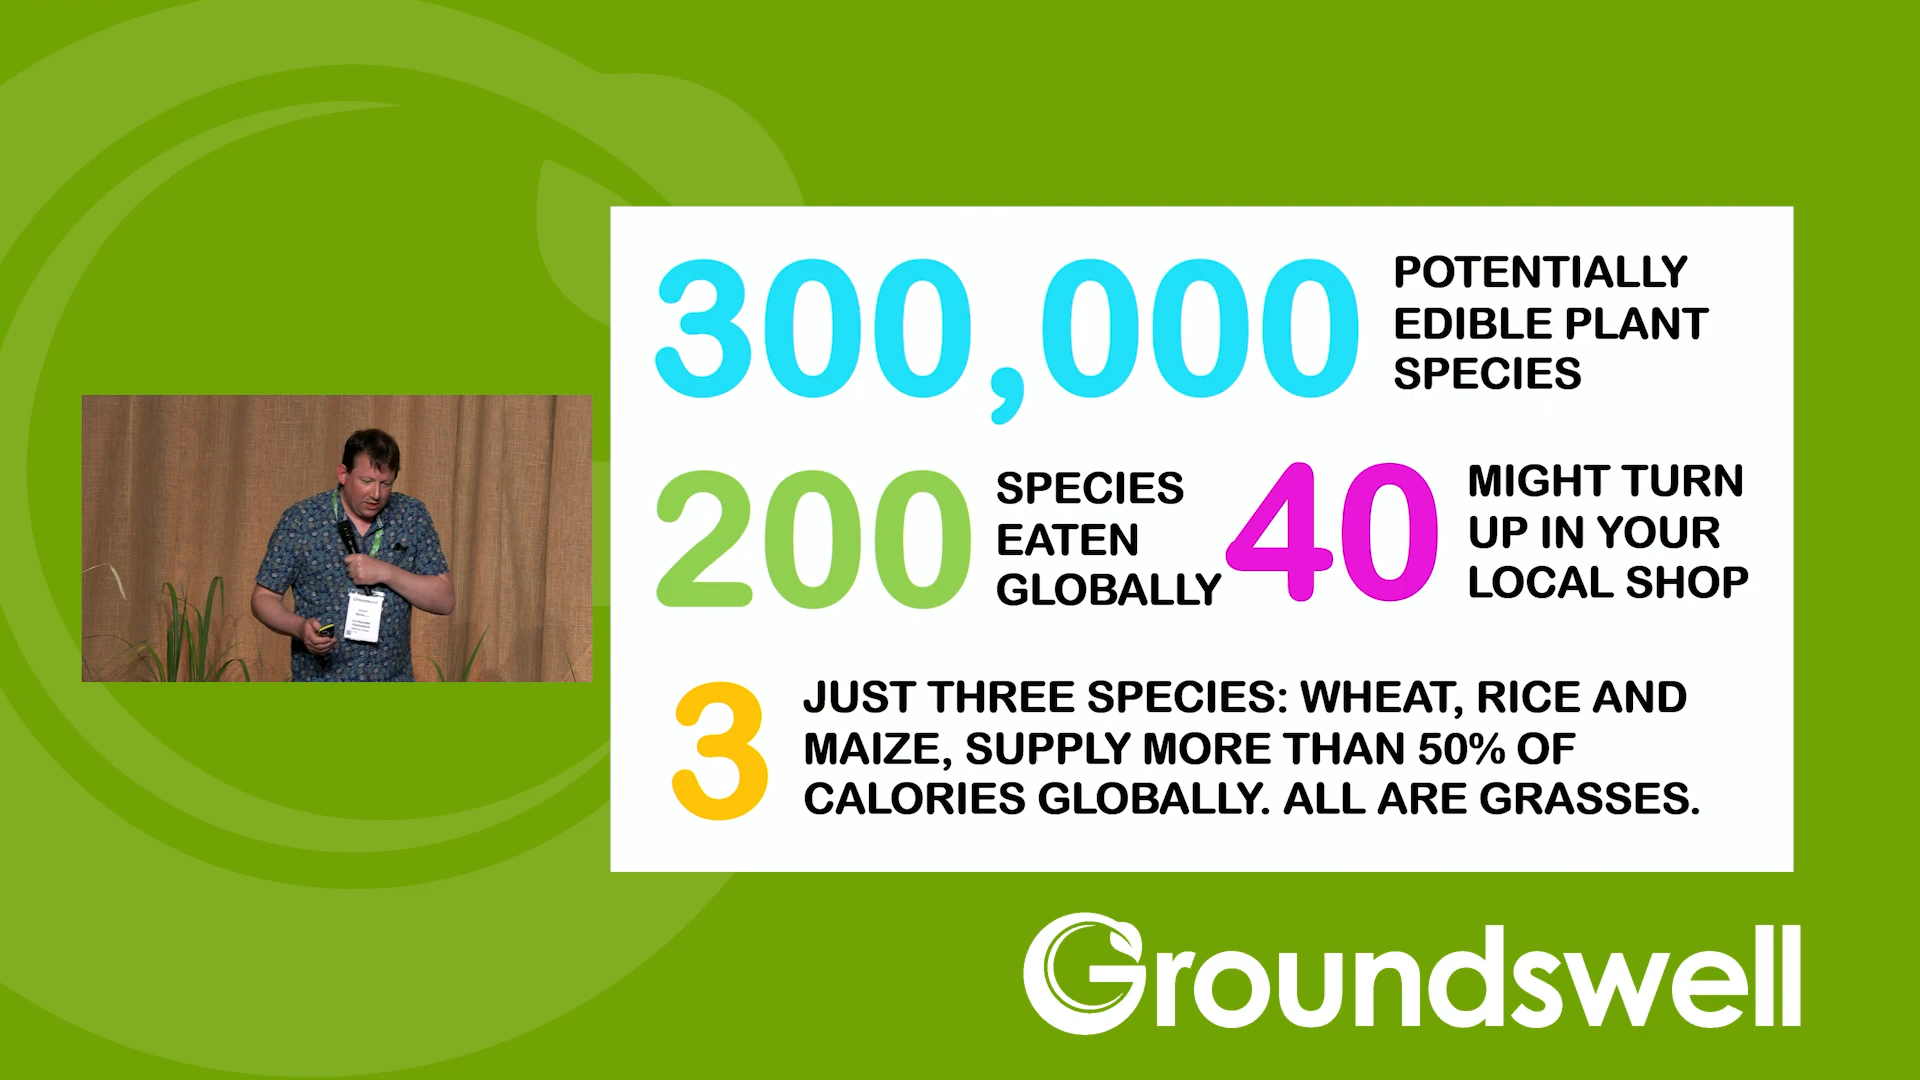 300,000
POTENTIALLY
EDIBLE PLANT
SPECIES
200
SPECIES
EATEN
GLOBALLY
40
MIGHT TURN
UP IN YOUR
LOCAL SHOP
3
JUST THREE SPECIES: WHEAT, RICE AND
MAIZE, SUPPLY MORE THAN 50% OF
CALORIES GLOBALLY. ALL ARE GRASSES.
Groundswell